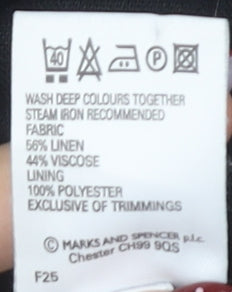 40
P
WASH DEEP COLOURS TOGETHER
STEAM IRON RECOMMENDED
FABRIC
56% LINEN
44% VISCOSE
LINING
100% POLYESTER
EXCLUSIVE OF TRIMMINGS
© MARKS AND SPENCER p.l.c.
Chester CH99 9QS
F25